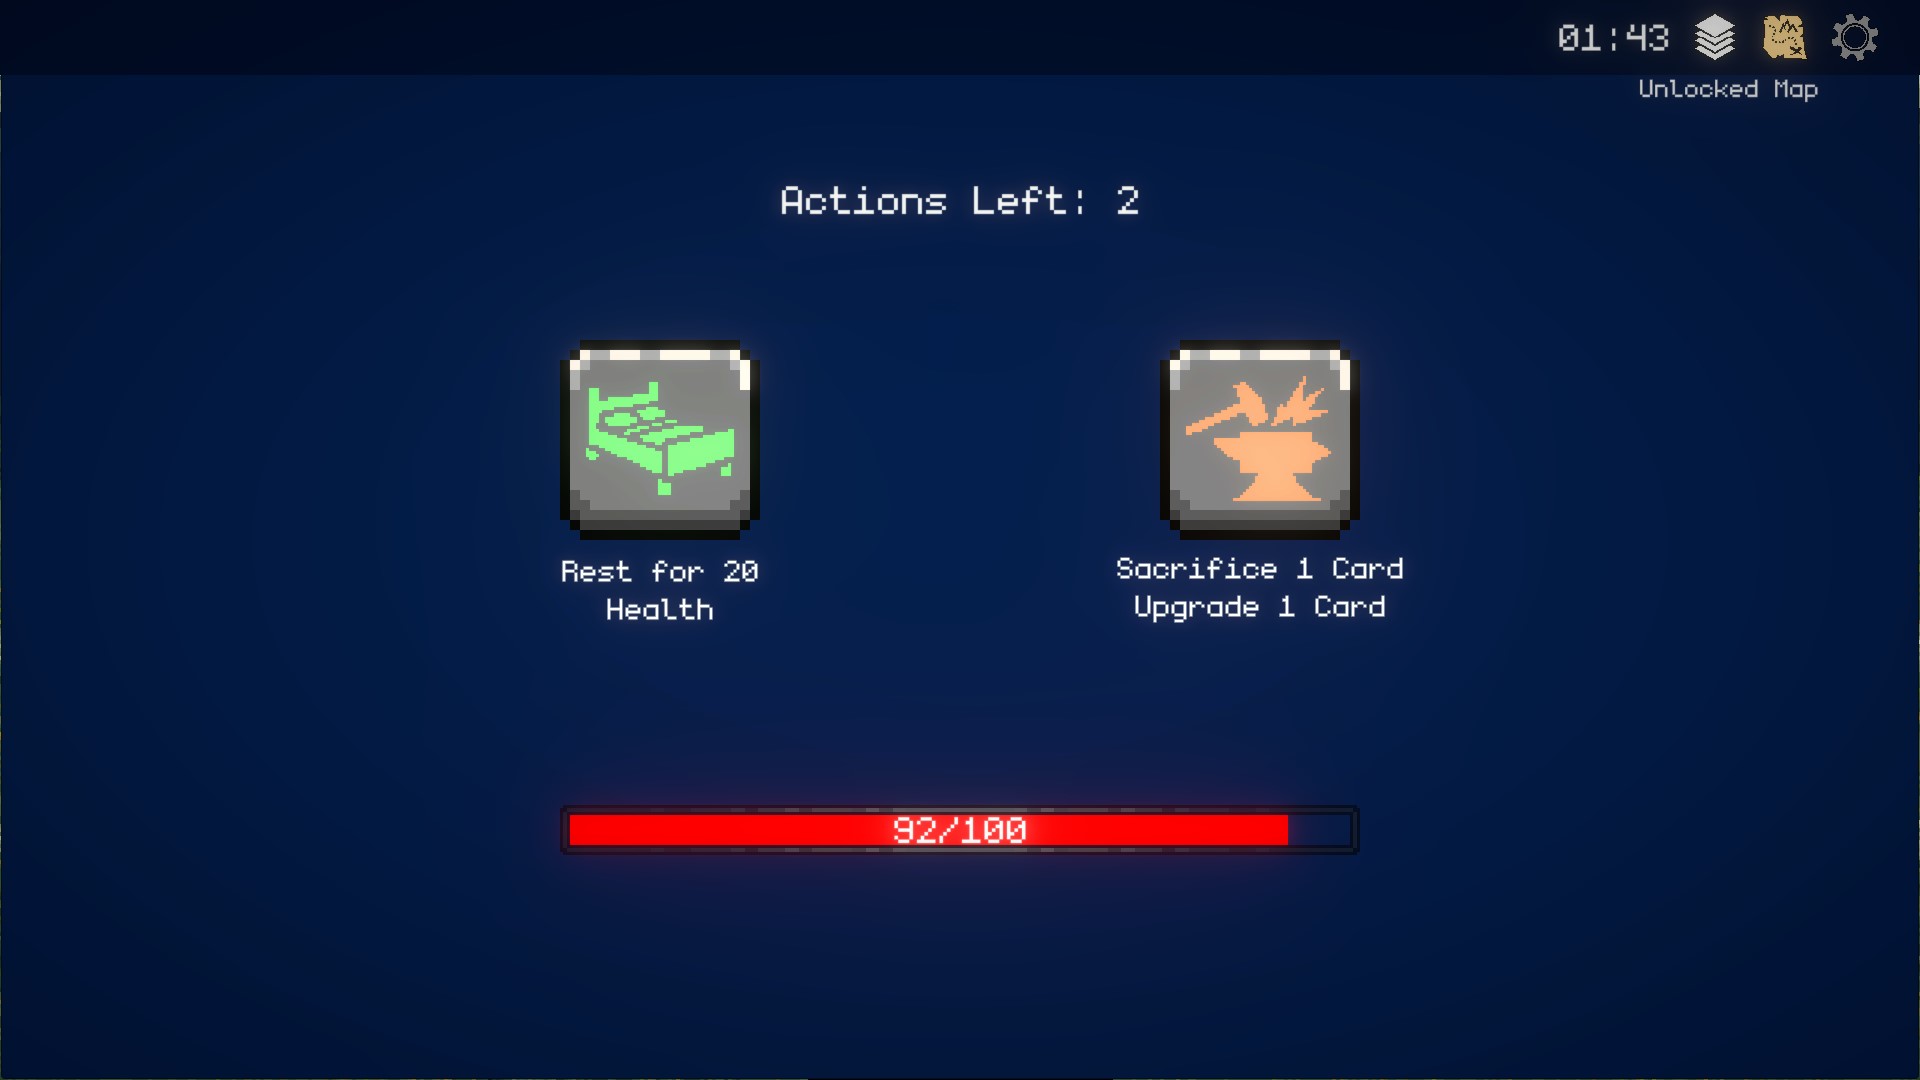 01:43
Unlocked Map
Actions Left: 2
Rest for 20
Health
Sacrifice 1 Card
Upgrade 1 Card
92/100